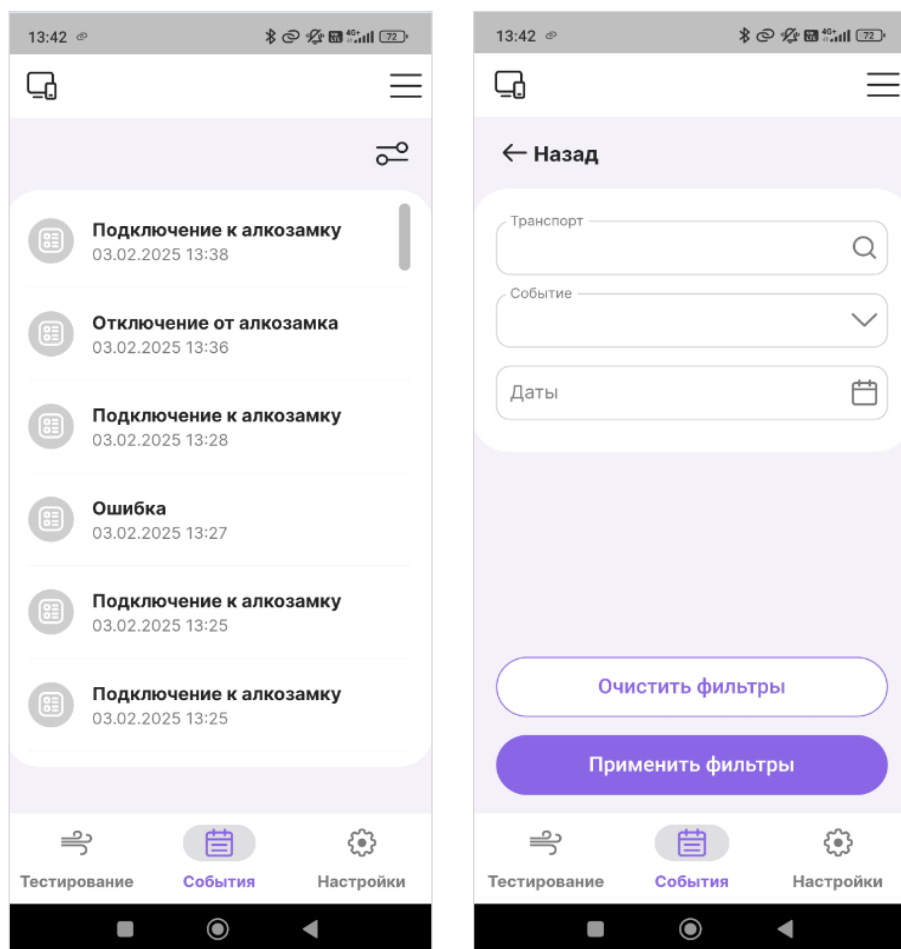 13:42
72
Подключение к алкозамку
03.02.2025 13:38
Отключение от алкозамка
03.02.2025 13:36
Подключение к алкозамку
03.02.2025 13:28
Ошибка
03.02.2025 13:27
Подключение к алкозамку
03.02.2025 13:25
Подключение к алкозамку
03.02.2025 13:25
Тестирование События Настройки
13:42
72
Назад
Транспорт
Событие
Даты
Очистить фильтры
Применить фильтры
Тестирование События Настройки